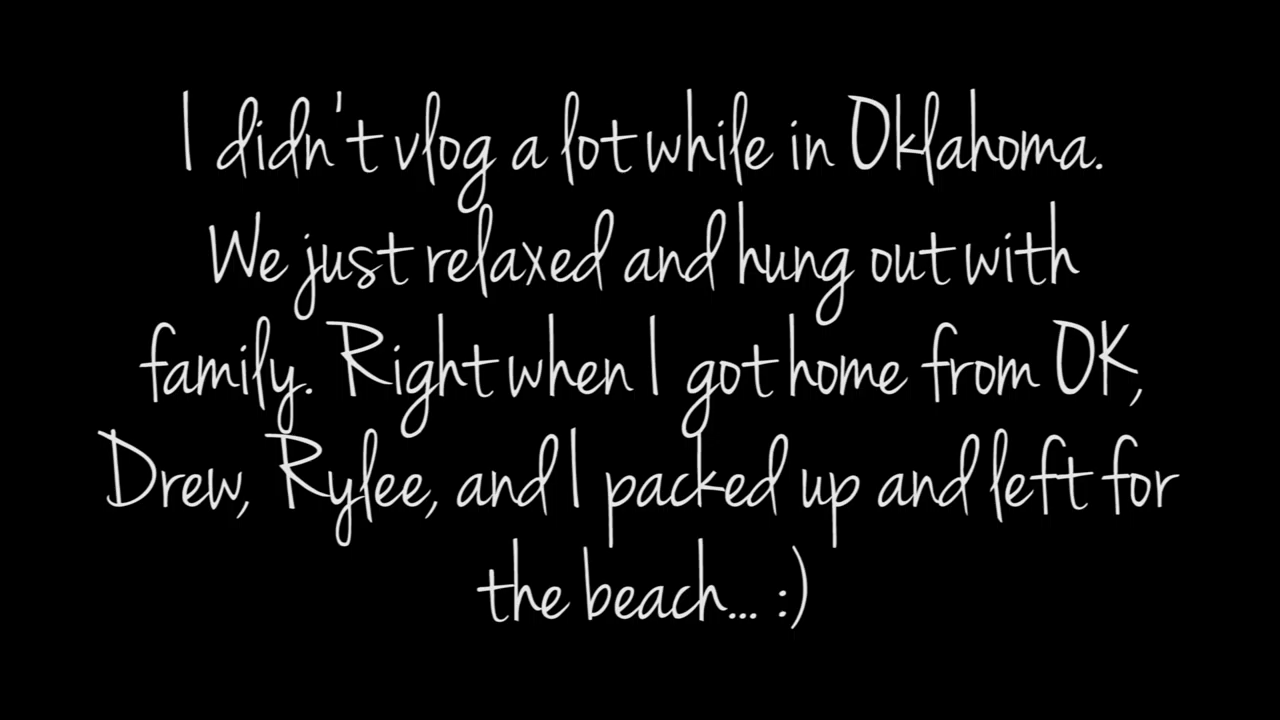 I didn't vlog a lot while in Oklahoma.
We just relaxed and hung out with
family. Right when I got home from OK,
Drew, Rylee, and I packed up and left for
the beach... :)